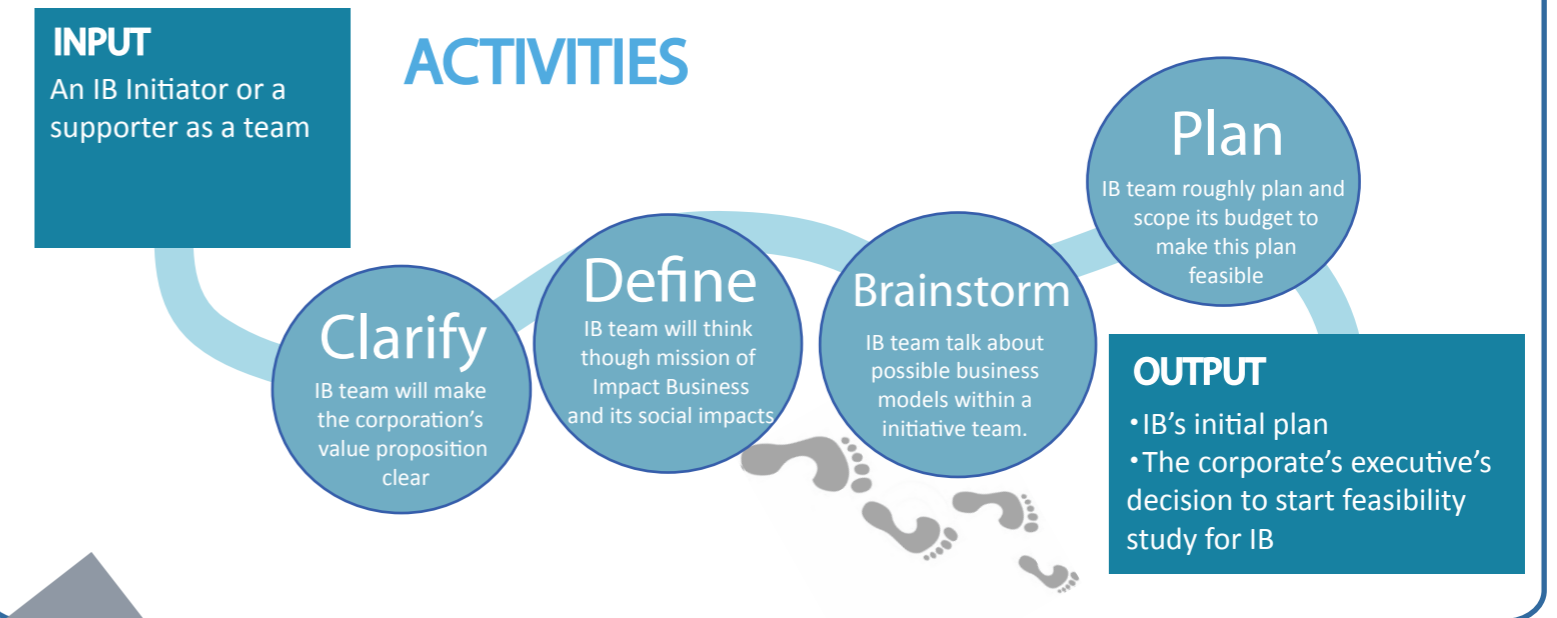 INPUT
An IB Initiator or a
supporter as a team
ACTIVITIES
Clarify
IB team will make
the corporation's
value proposition
clear
Define
IB team will think
though mission of
Impact Business
and its social impacts
Brainstorm
IB team talk about
possible business
models within a
initiative team.
Plan
IB team roughly plan and
scope its budget to
make this plan
feasible
OUTPUT
・IB's initial plan
・The corporate's executive's
decision to start feasibility
study for IB